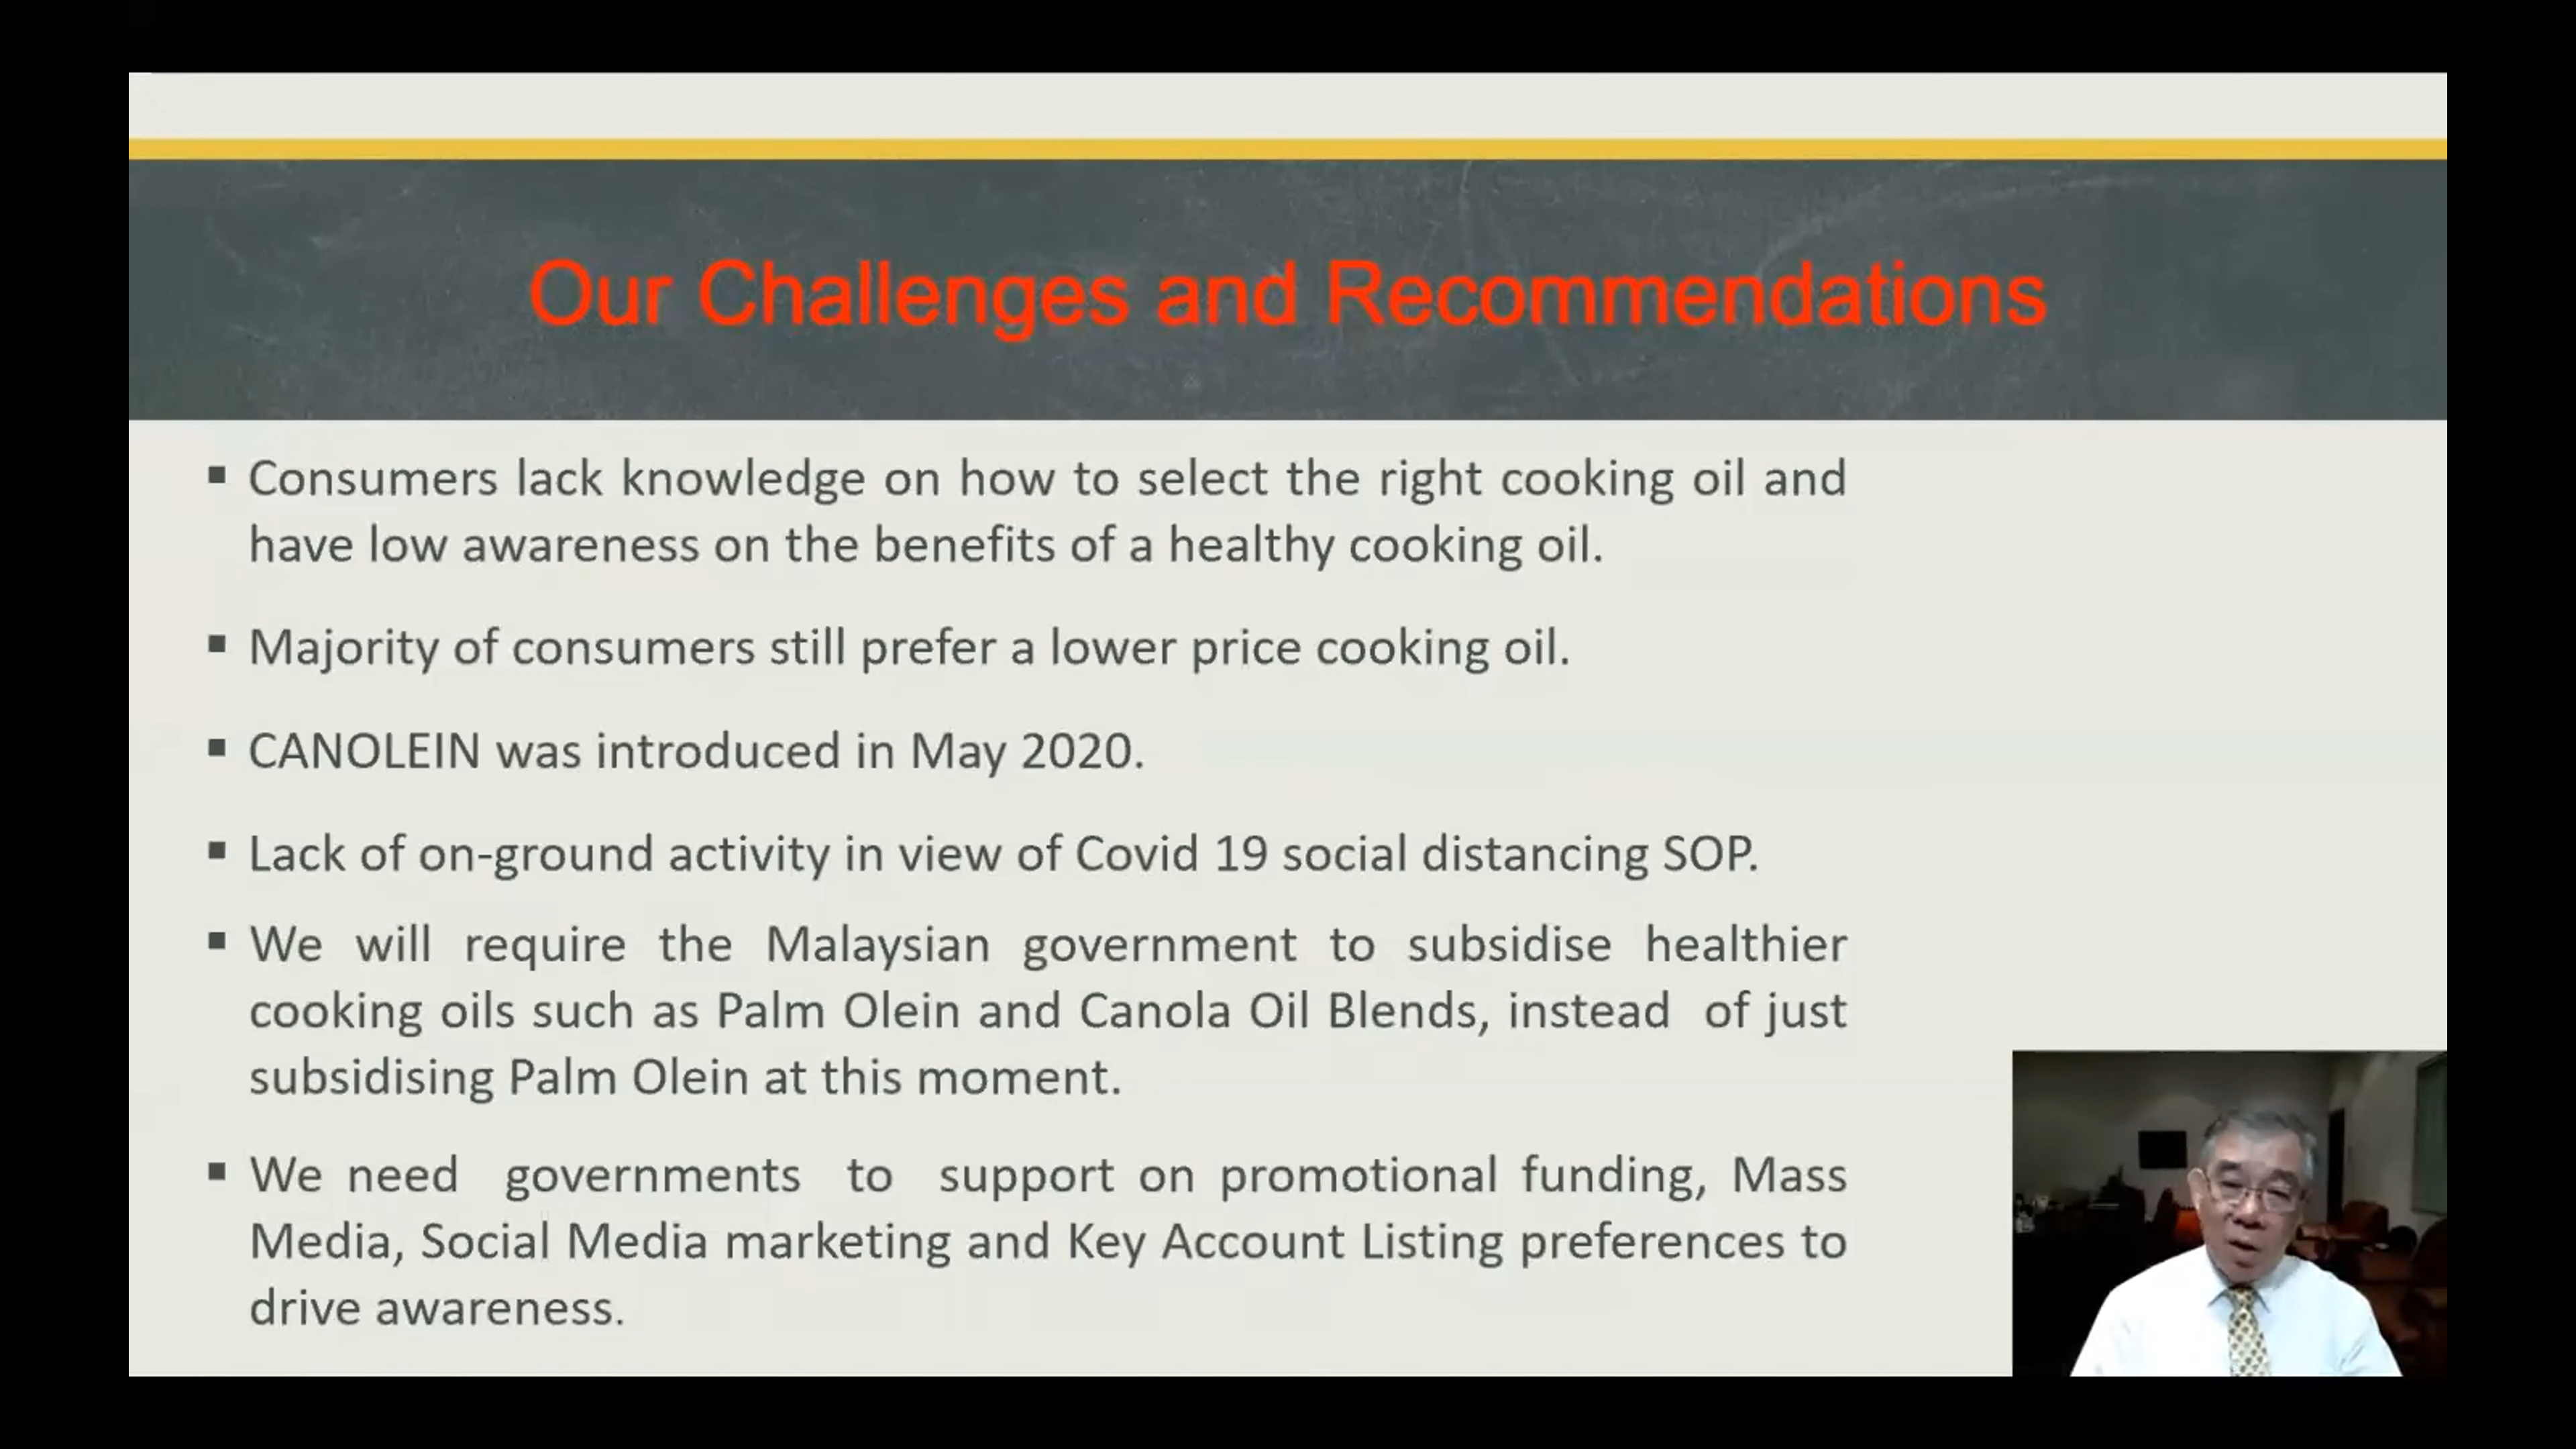 Our Challenges and Recommendations
▪ Consumers lack knowledge on how to select the right cooking oil and
have low awareness on the benefits of a healthy cooking oil.
▪ Majority of consumers still prefer a lower price cooking oil.
▪ CANOLEIN was introduced in May 2020.
▪ Lack of on-ground activity in view of Covid 19 social distancing SOP.
▪ We will require the Malaysian government to subsidise healthier
cooking oils such as Palm Olein and Canola Oil Blends, instead of just
subsidising Palm Olein at this moment.
▪ We need governments to support on promotional funding, Mass
Media, Social Media marketing and Key Account Listing preferences to
drive awareness.